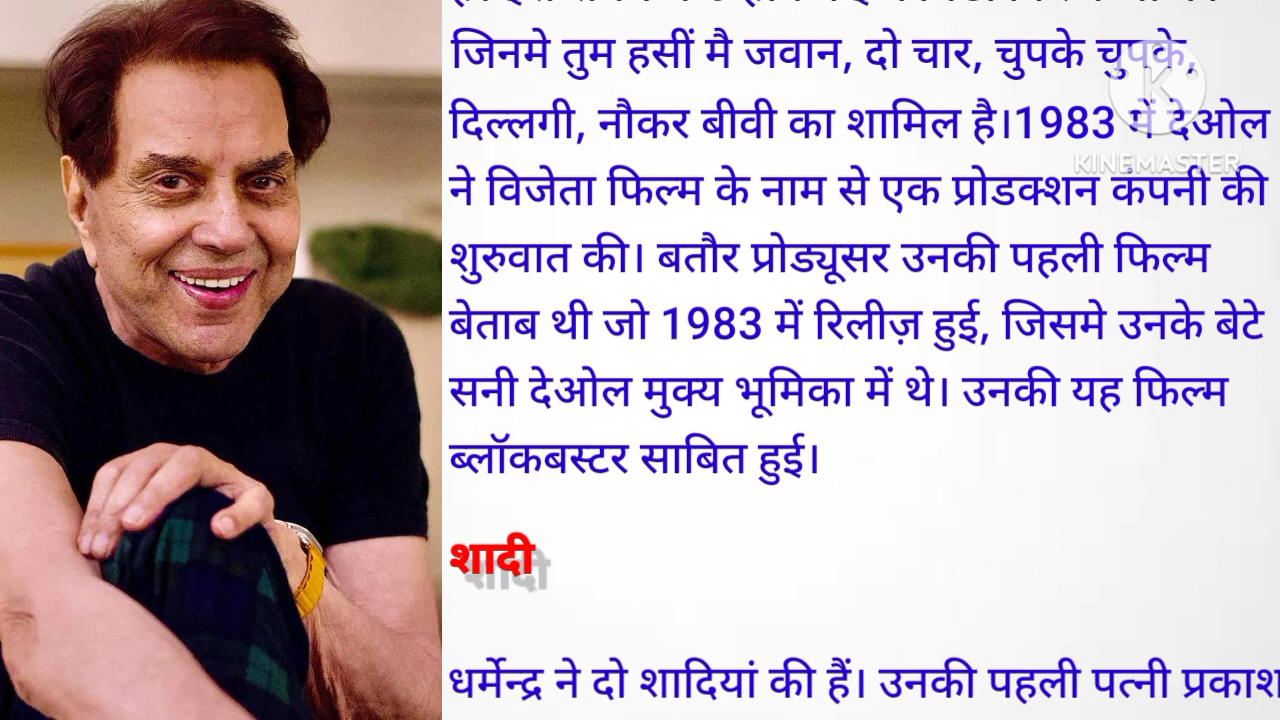 जिनमे तुम हसीं मै जवान, दो चार, चुपके चुपके,
दिल्लगी, नौकर बीवी का शामिल है।1983 में देओल
ने विजेता फिल्म के नाम से एक प्रोडक्शन कंपनी की
शुरुवात की। बतौर प्रोड्यूसर उनकी पहली फिल्म
बेताब थी जो 1983 में रिलीज़ हुई, जिसमे उनके बेटे
सनी देओल मुक्य भूमिका में थे। उनकी यह फिल्म
ब्लॉकबस्टर साबित हुई।
शादी
धर्मेन्द्र ने दो शादियां की हैं। उनकी पहली पत्नी प्रकाश
K
KINEMASTER